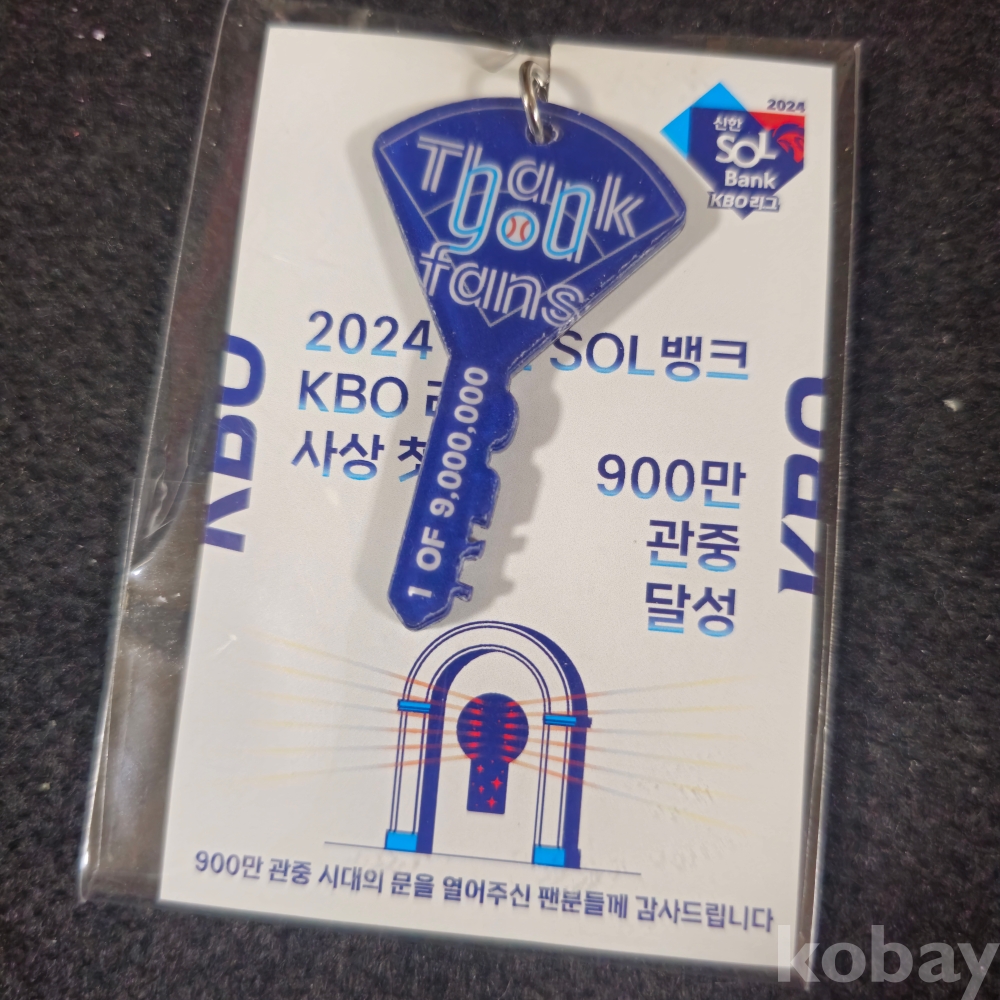 2024
신한
SOL
Bank
KBO 리그
Thank
you
fans
1 OF 9,000,000
2024 SOL뱅크
KBO
사상 첫 900만
관중
달성
KBO
KBO
900만 관중 시대의 문을 열어주신 팬분들께 감사드립니다
kobay